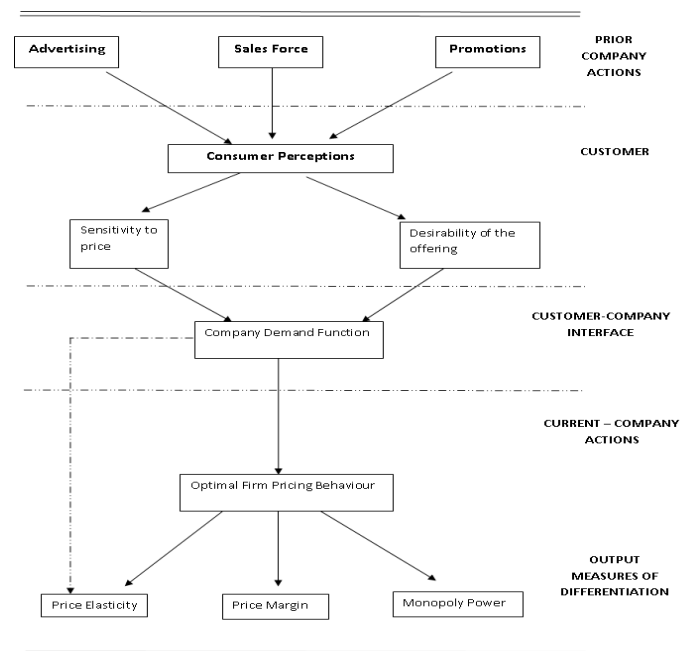 Advertising
Sales Force
Promotions
PRIOR
COMPANY
ACTIONS
Consumer Perceptions
CUSTOMER
Sensitivity to
price
Desirability of the
offering
CUSTOMER-COMPANY
INTERFACE
Company Demand Function
CURRENT – COMPANY
ACTIONS
Optimal Firm Pricing Behaviour
OUTPUT
MEASURES OF
DIFFERENTIATION
Price Elasticity
Price Margin
Monopoly Power